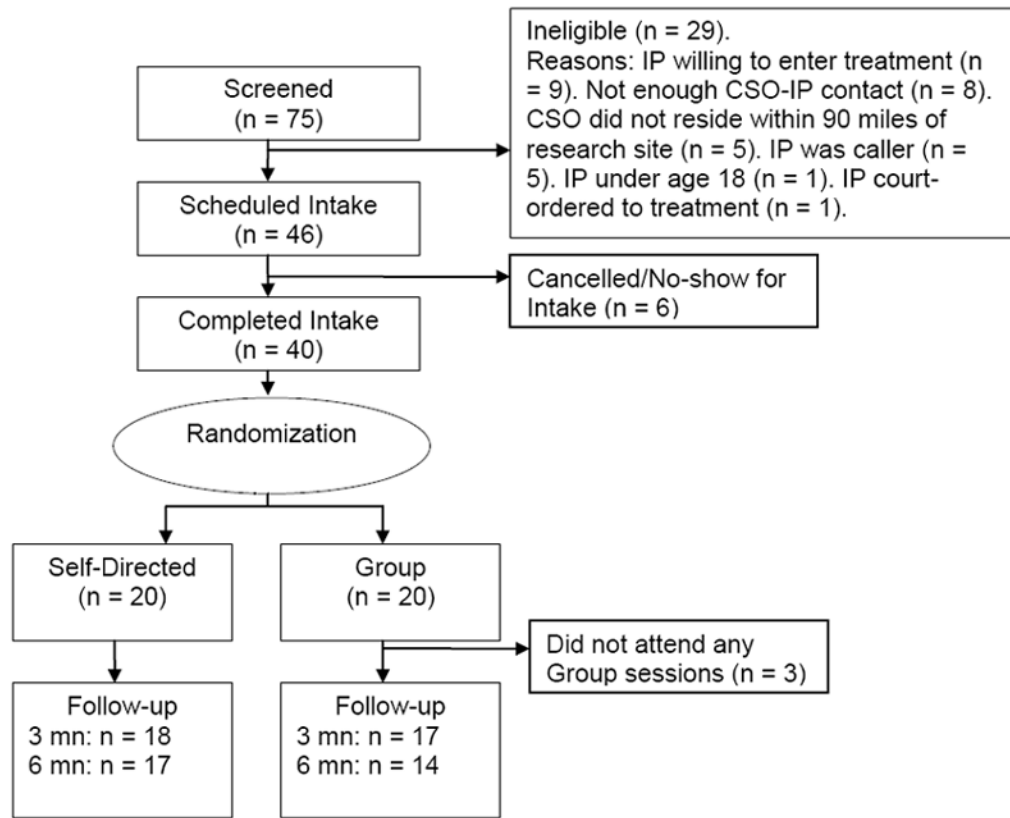 Screened
(n = 75)
Ineligible (n = 29).
Reasons: IP willing to enter treatment (n
= 9). Not enough CSO-IP contact (n = 8).
CSO did not reside within 90 miles of
research site (n = 5). IP was caller (n =
5). IP under age 18 (n = 1). IP court-
ordered to treatment (n = 1).
Scheduled Intake
(n = 46)
Cancelled/No-show for
Intake (n = 6)
Completed Intake
(n = 40)
Randomization
Self-Directed
(n = 20)
Group
(n = 20)
Did not attend any
Group sessions (n = 3)
Follow-up
3 mn: n = 18
6 mn: n = 17
Follow-up
3 mn: n = 17
6 mn: n = 14